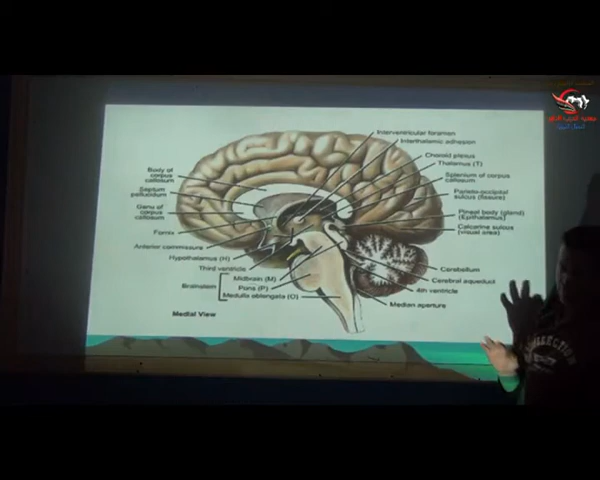 Interventricular foramen
Interthalamic adhesion
Choroid plexus
Thalamus (T)
Splenium of corpus
callosum
Parieto-occipital
sulcus (fissure)
Pineal body (gland)
(Epithalamus)
Calcarine sulcus
(visual area)
Cerebellum
Cerebral aqueduct
4th ventricle
Median aperture
Body of
corpus
callosum
Septum
pellucidum
Genu of
corpus
callosum
Fornix
Anterior commissure
Hypothalamus (H)
Third ventricle
Brainstem
Midbrain (M)
Pons (P)
Medulla oblongata (O)
Medial View